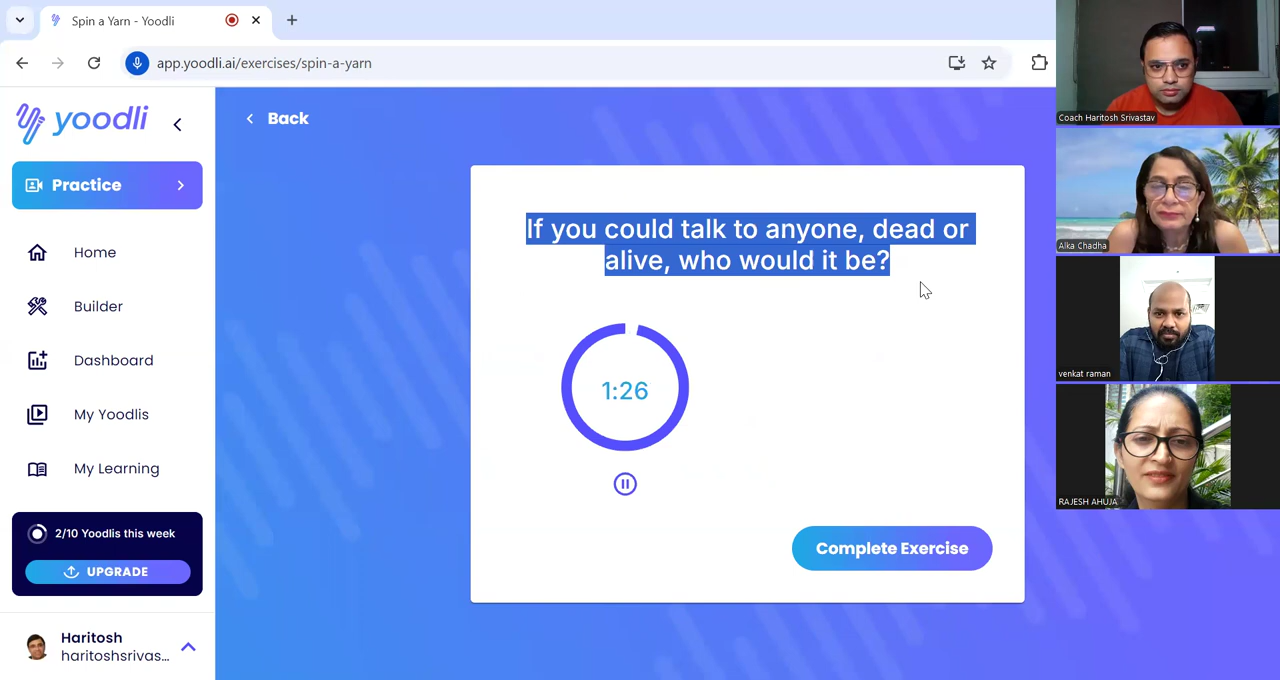 Spin a Yarn - Yoodli
app.yoodli.ai/exercises/spin-a-yarn
yoodli
Practice
Home
Builder
Dashboard
My Yoodlis
My Learning
2/10 Yoodlis this week
UPGRADE
Haritosh
haritoshsrivas...
Back
If you could talk to anyone, dead or
alive, who would it be?
1:26
Complete Exercise
Coach Haritosh Srivastav
Alka Chadha
venkat raman
RAJESH AHUJA